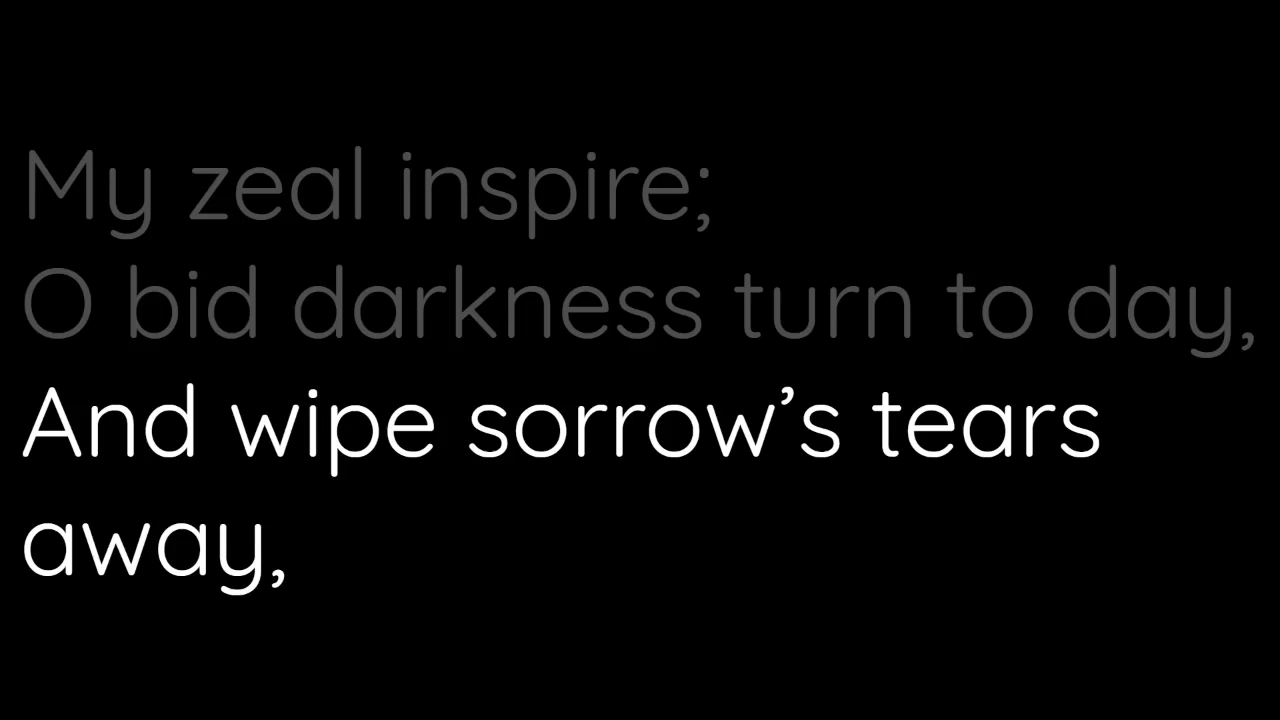 My zeal inspire;
O bid darkness turn to day,
And wipe sorrow’s tears
away,